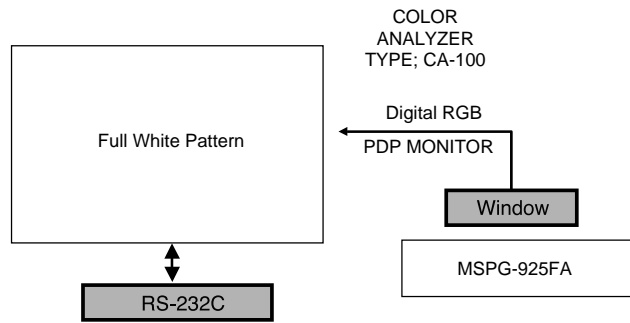 COLOR
ANALYZER
TYPE; CA-100
Full White Pattern
Digital RGB
PDP MONITOR
Window
MSPG-925FA
RS-232C